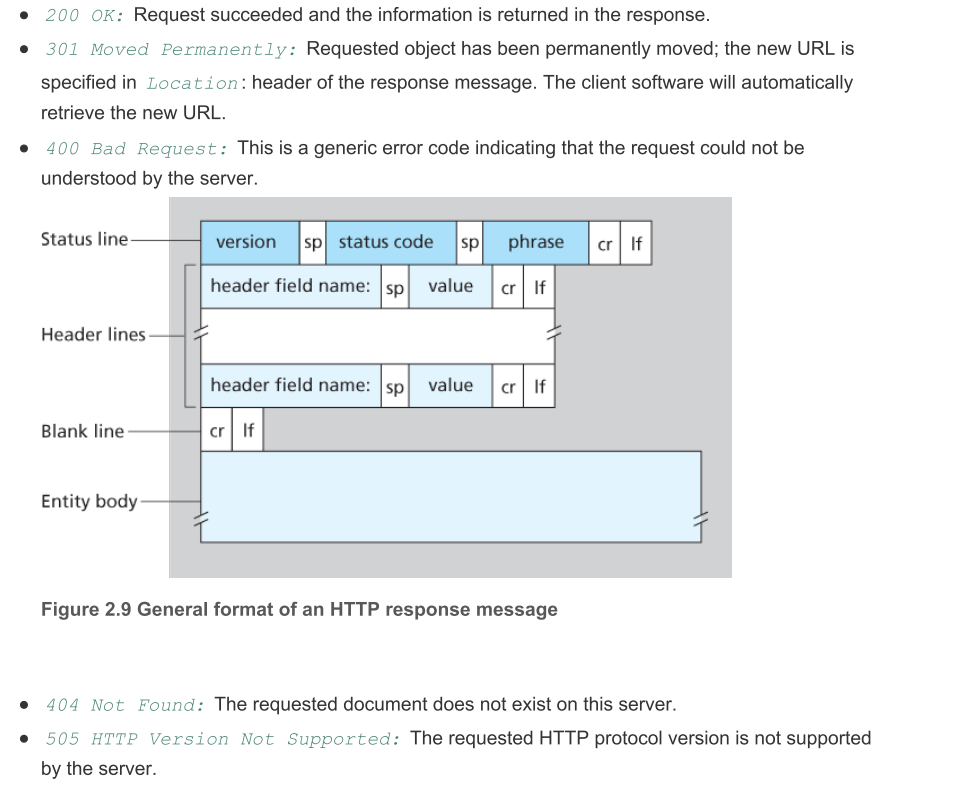 ● 200 OK: Request succeeded and the information is returned in the response.
● 301 Moved Permanently: Requested object has been permanently moved; the new URL is
specified in Location: header of the response message. The client software will automatically
retrieve the new URL.
● 400 Bad Request: This is a generic error code indicating that the request could not be
understood by the server.
Status line version sp status code sp phrase cr lf
header field name: sp value cr lf
Header lines
header field name: sp value cr lf
Blank line cr lf
Entity body
Figure 2.9 General format of an HTTP response message
● 404 Not Found: The requested document does not exist on this server.
● 505 HTTP Version Not Supported: The requested HTTP protocol version is not supported
by the server.